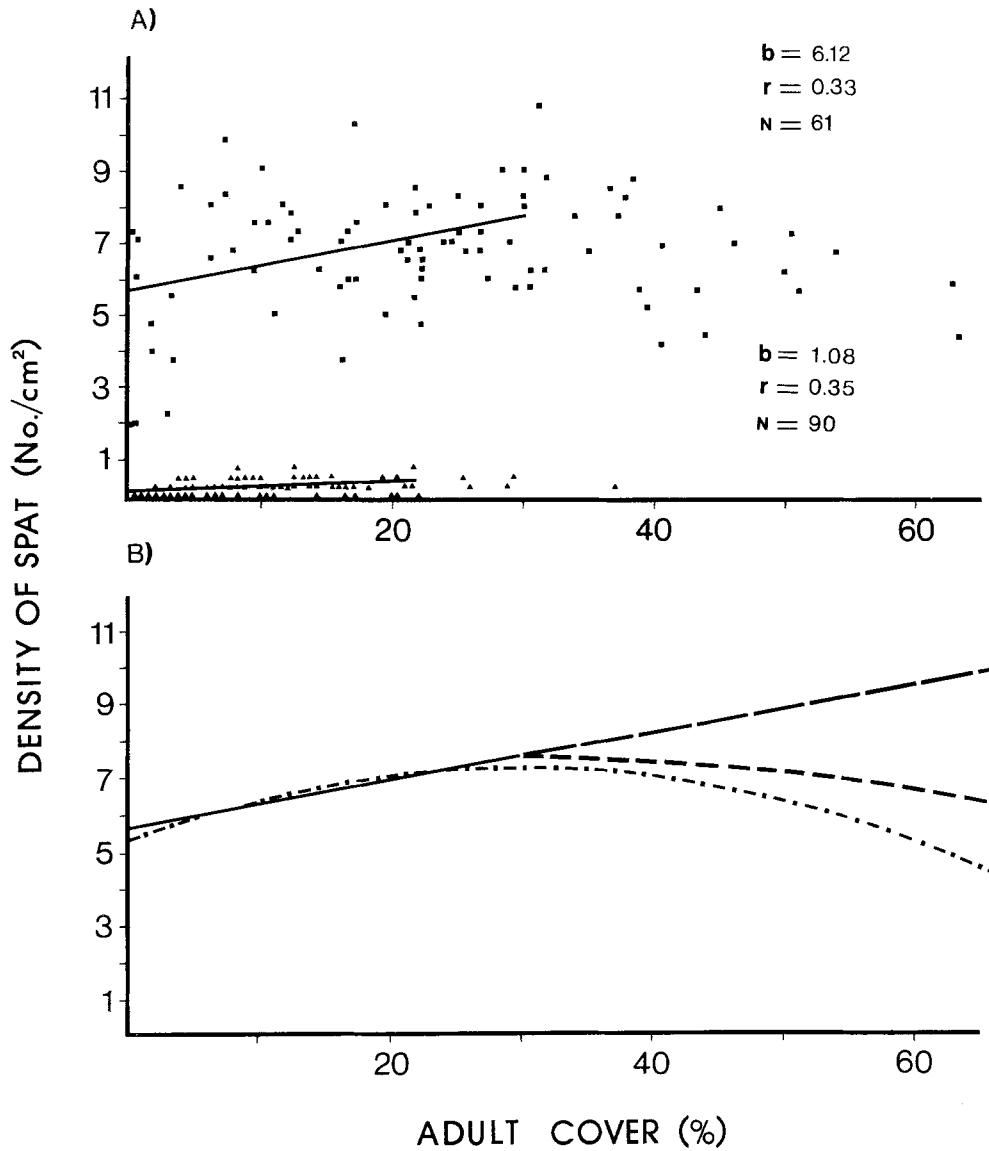 A)
b = 6.12
r = 0.33
N = 61
11
9
7
5
3
1
b = 1.08
r = 0.35
N = 90
20
40
60
B)
11
9
7
5
3
1
20
40
60
DENSITY OF SPAT (No./cm²)
ADULT COVER (%)